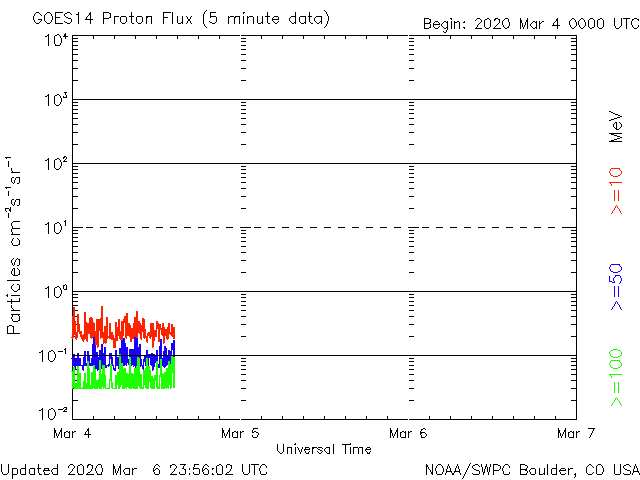 GOES14 Proton Flux (5 minute data)
Begin: 2020 Mar 4 0000 UTC
10⁴
10³
10²
10¹
10⁰
10⁻¹
10⁻²
Particles cm⁻²s⁻¹sr⁻¹
MeV
>=10
>=50
>=100
Mar 4
Mar 5
Mar 6
Mar 7
Universal Time
Updated 2020 Mar 6 23:56:02 UTC
NOAA/SWPC Boulder, CO USA